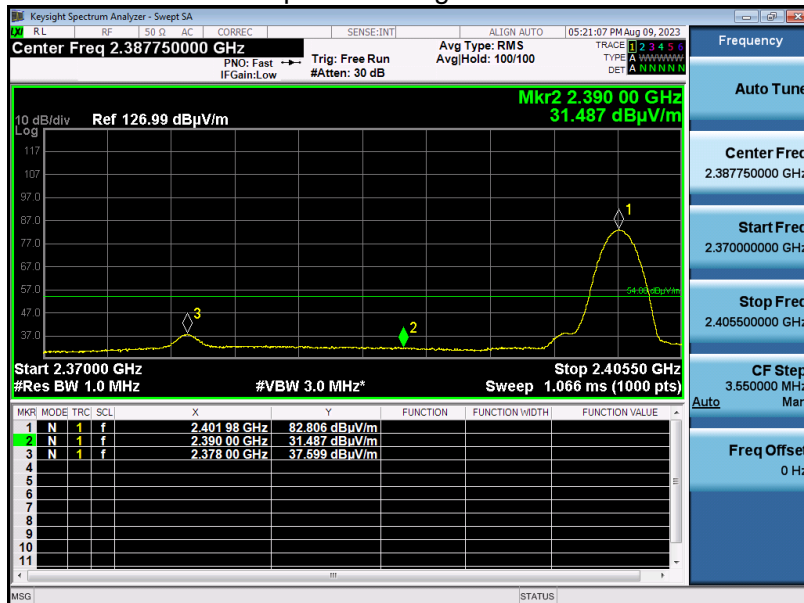 Keysight Spectrum Analyzer - Swept SA
LXI RL RF 50 Ω AC CORREC SENSE:INT ALIGN AUTO 05:21:07 PM Aug 09, 2023
Center Freq 2.387750000 GHz
PNO: Fast
IFGain:Low
Trig: Free Run
#Atten: 30 dB
Avg Type: RMS
Avg|Hold: 100/100
TRACE 1 2 3 4 5 6
TYPE A W W W W W
DET A N N N N N
Mkr2 2.390 00 GHz
31.487 dBµV/m
10 dB/div Ref 126.99 dBµV/m
Log
117
107
97.0
87.0
77.0
67.0
57.0
47.0
37.0
1
2
3
54.00 dBµV/m
Start 2.37000 GHz Stop 2.40550 GHz
#Res BW 1.0 MHz #VBW 3.0 MHz* Sweep 1.066 ms (1000 pts)
MKR MODE TRC SCL X Y FUNCTION FUNCTION WIDTH FUNCTION VALUE
1 N 1 f 2.401 98 GHz 82.806 dBµV/m
2 N 1 f 2.390 00 GHz 31.487 dBµV/m
3 N 1 f 2.378 00 GHz 37.599 dBµV/m
4
5
6
7
8
9
10
11
MSG STATUS
Frequency
Auto Tune
Center Freq
2.387750000 GHz
Start Freq
2.370000000 GHz
Stop Freq
2.405500000 GHz
CF Step
3.550000 MHz
Auto Man
Freq Offset
0 Hz